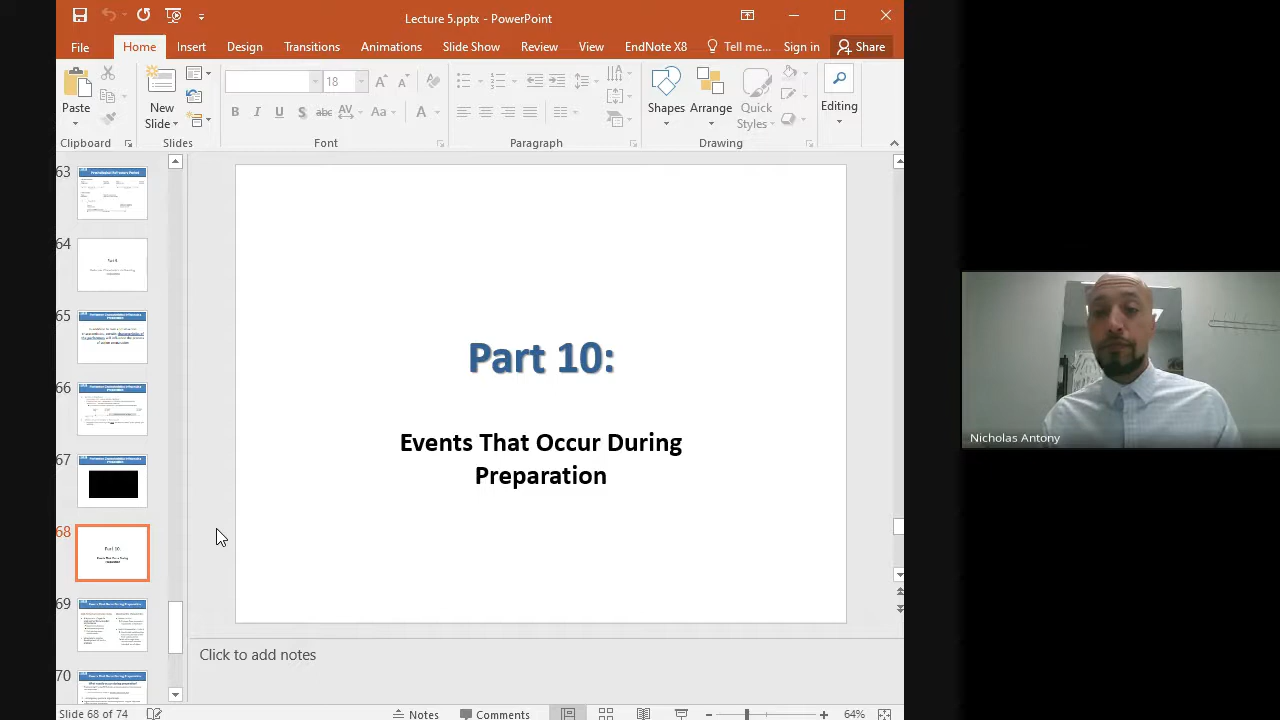 Lecture 5.pptx - PowerPoint
File Home Insert Design Transitions Animations Slide Show Review View EndNote X8 Tell me... Sign in Share
Paste
New
Slide
18
B I U S abc AV Aa A
Shapes Arrange Quick
Styles
Editing
Clipboard Slides Font Paragraph Drawing
63
64
65
66
67
68
69
70
Part 10:
Events That Occur During
Preparation
Click to add notes
Slide 68 of 74 Notes Comments 64%
Nicholas Antony